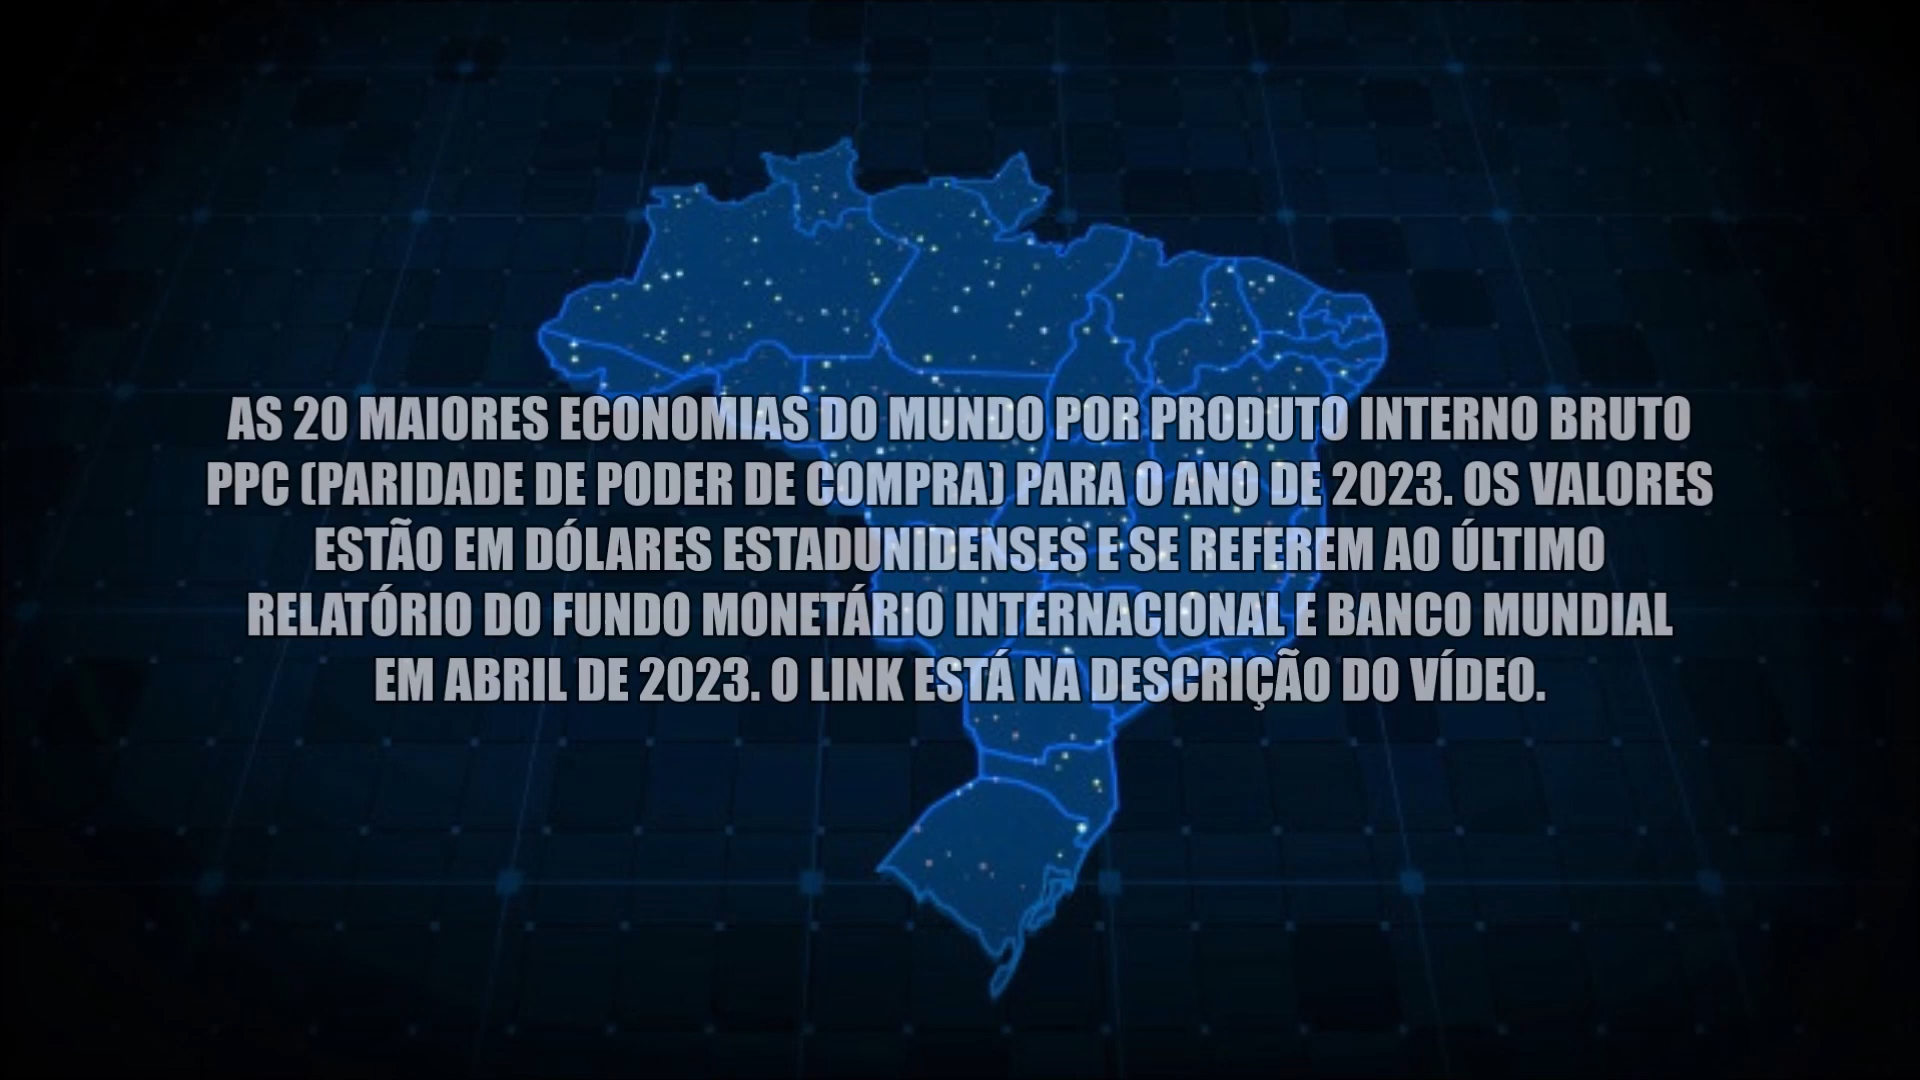 AS 20 MAIORES ECONOMIAS DO MUNDO POR PRODUTO INTERNO BRUTO
PPC (PARIDADE DE PODER DE COMPRA) PARA O ANO DE 2023. OS VALORES
ESTÃO EM DÓLARES ESTADUNIDENSES E SE REFEREM AO ÚLTIMO
RELATÓRIO DO FUNDO MONETÁRIO INTERNACIONAL E BANCO MUNDIAL
EM ABRIL DE 2023. O LINK ESTÁ NA DESCRIÇÃO DO VÍDEO.